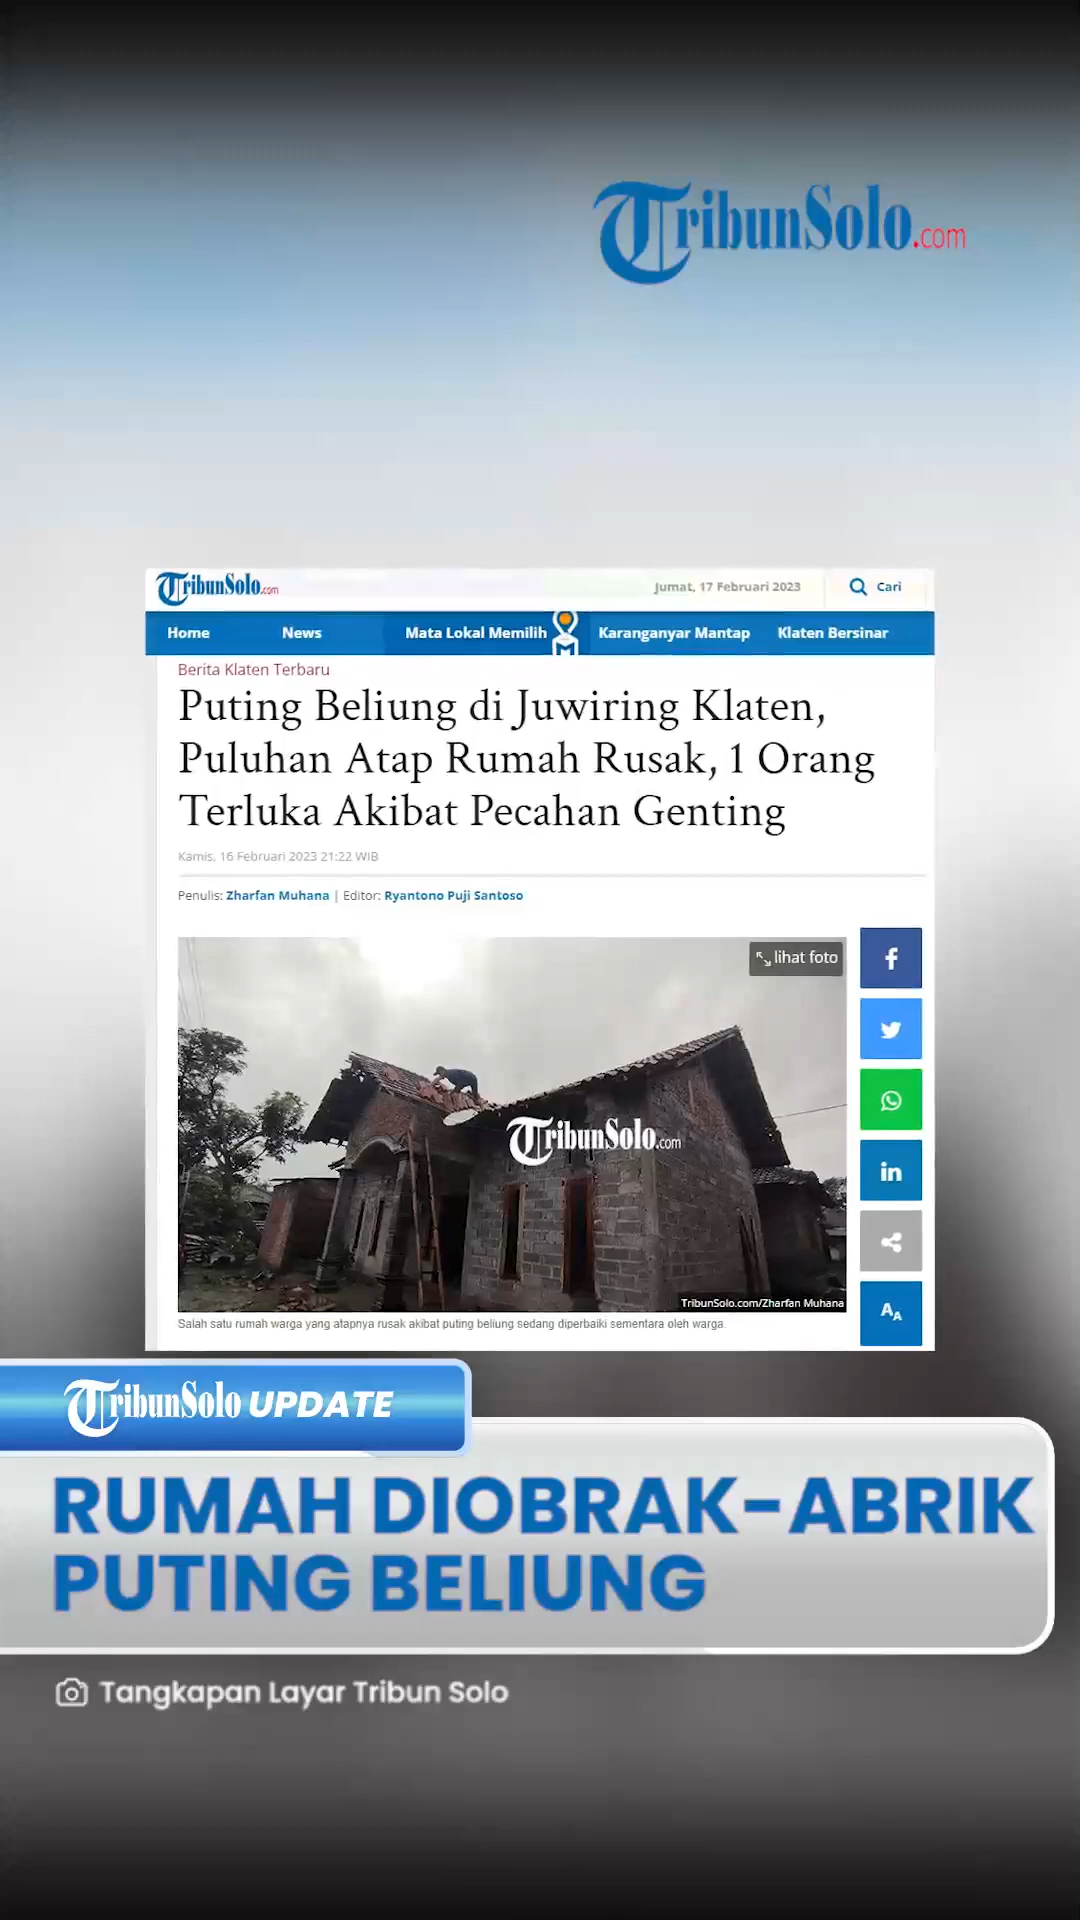 TribunSolo.com
TribunSolo.com
Jumat, 17 Februari 2023
Cari
Home
News
Mata Lokal Memilih
Karanganyar Mantap
Klaten Bersinar
Berita Klaten Terbaru
Puting Beliung di Juwiring Klaten,
Puluhan Atap Rumah Rusak, 1 Orang
Terluka Akibat Pecahan Genting
Kamis, 16 Februari 2023 21:22 WIB
Penulis: Zharfan Muhana | Editor: Ryantono Puji Santoso
lihat foto
TribunSolo.com
TribunSolo.com/Zharfan Muhana
Salah satu rumah warga yang atapnya rusak akibat puting beliung sedang diperbaiki sementara oleh warga.
AA
TribunSolo UPDATE
RUMAH DIOBRAK-ABRIK
PUTING BELIUNG
Tangkapan Layar Tribun Solo